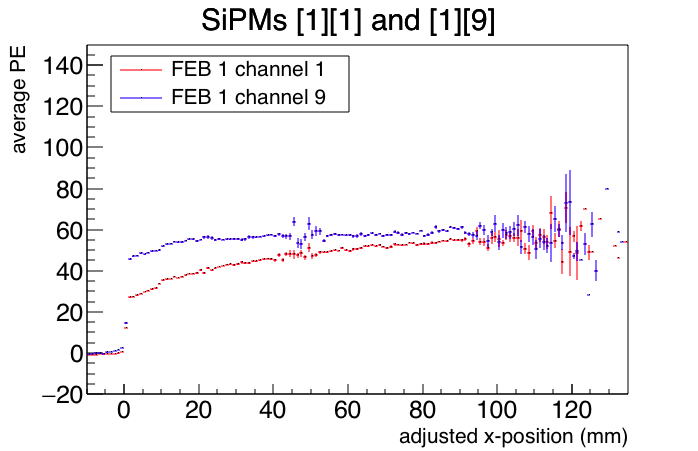 SiPMs [1][1] and [1][9]
average PE
140
120
100
80
60
40
20
0
−20
FEB 1 channel 1
FEB 1 channel 9
0 20 40 60 80 100 120
adjusted x-position (mm)